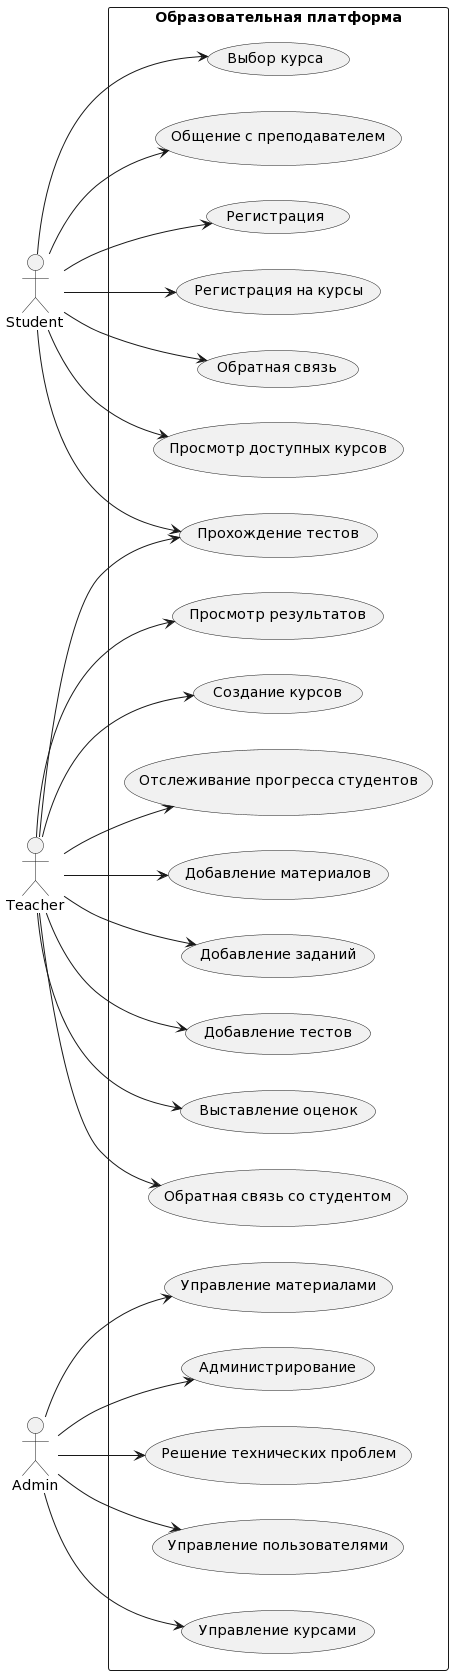 Образовательная платформа
Выбор курса
Общение с преподавателем
Регистрация
Регистрация на курсы
Student
Обратная связь
Просмотр доступных курсов
Прохождение тестов
Просмотр результатов
Создание курсов
Отслеживание прогресса студентов
Добавление материалов
Teacher
Добавление заданий
Добавление тестов
Выставление оценок
Обратная связь со студентом
Управление материалами
Администрирование
Решение технических проблем
Admin
Управление пользователями
Управление курсами